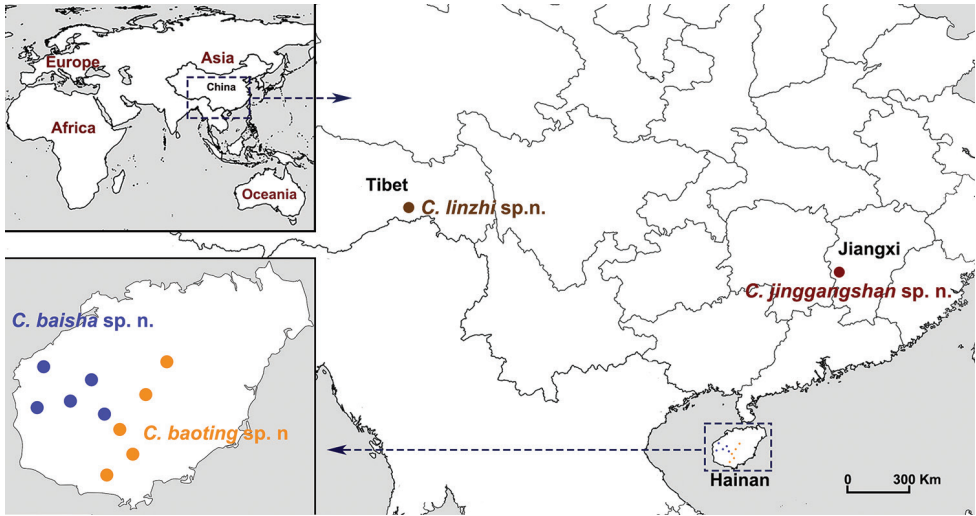 Europe
Asia
China
Africa
Oceania
Tibet
C. linzhi sp.n.
Jiangxi
C. jinggangshan sp. n.
C. baisha sp. n.
C. baoting sp. n
Hainan
0 300 Km